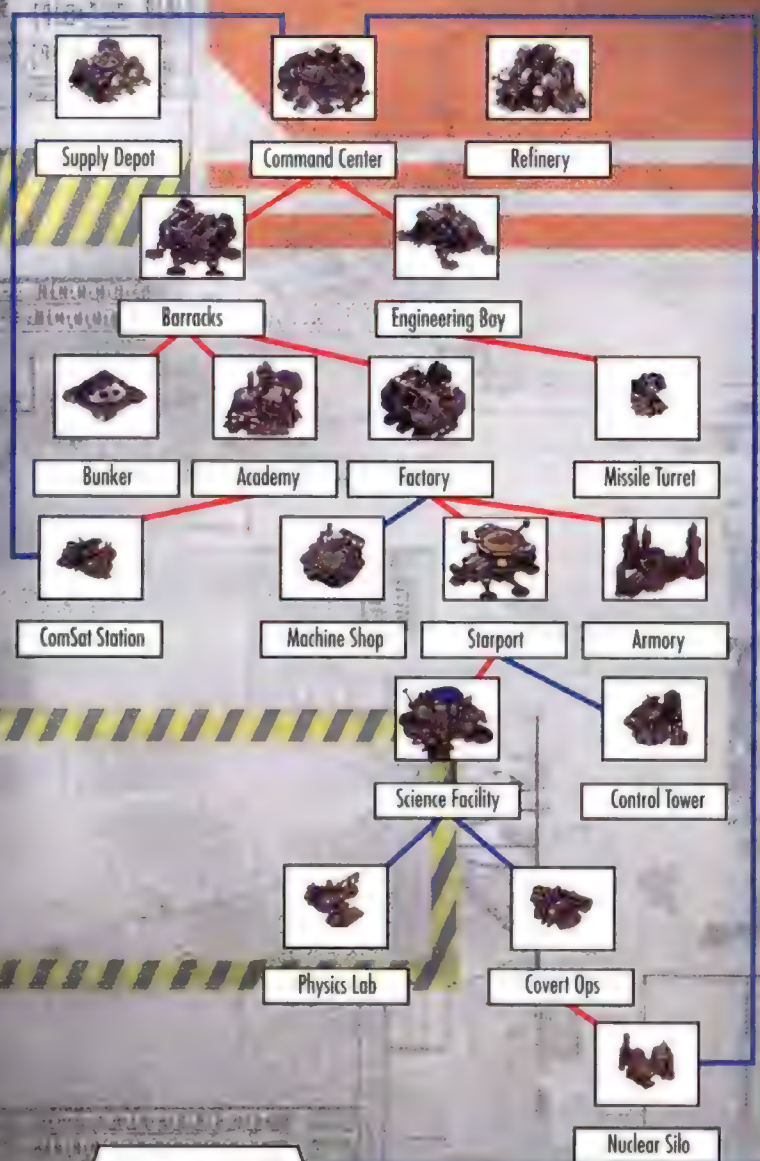 Supply Depot
Command Center
Refinery
Barracks
Engineering Bay
Bunker
Academy
Factory
Missile Turret
ComSat Station
Machine Shop
Starport
Armory
Science Facility
Control Tower
Physics Lab
Covert Ops
Nuclear Silo